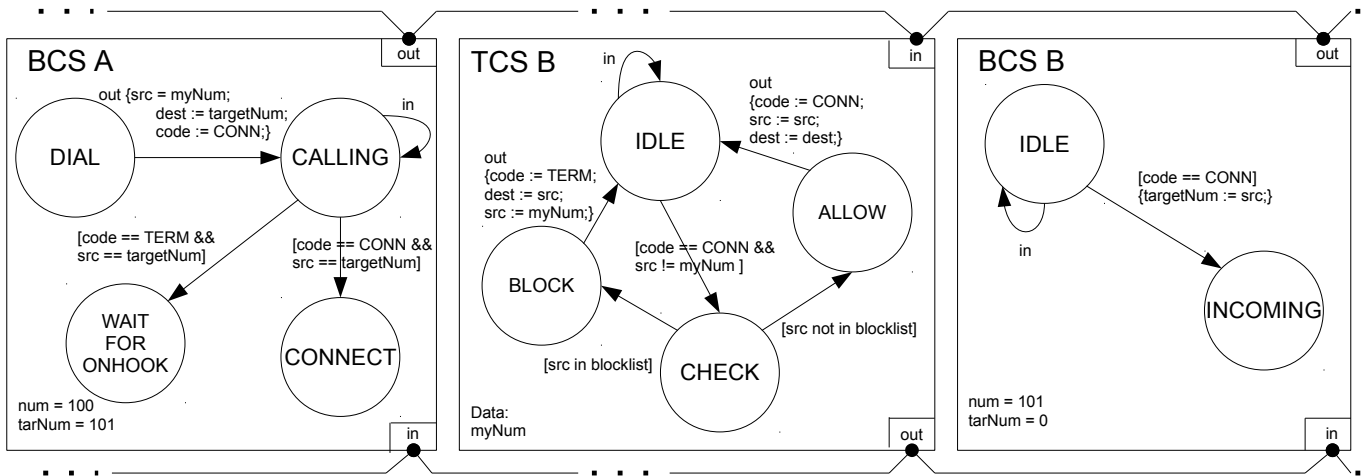 BCS A
out
out {src = myNum;
dest := targetNum;
code := CONN;}
in
DIAL
CALLING
[code == TERM &&
src == targetNum]
[code == CONN &&
src == targetNum]
WAIT
FOR
ONHOOK
CONNECT
num = 100
tarNum = 101
in
TCS B
in
in
out
{code := CONN;
src := src;
dest := dest;}
IDLE
out
{code := TERM;
dest := src;
src := myNum;}
ALLOW
[code == CONN &&
src != myNum ]
BLOCK
[src not in blocklist]
[src in blocklist]
CHECK
Data:
myNum
out
BCS B
out
IDLE
[code == CONN]
{targetNum := src;}
in
INCOMING
num = 101
tarNum = 0
in